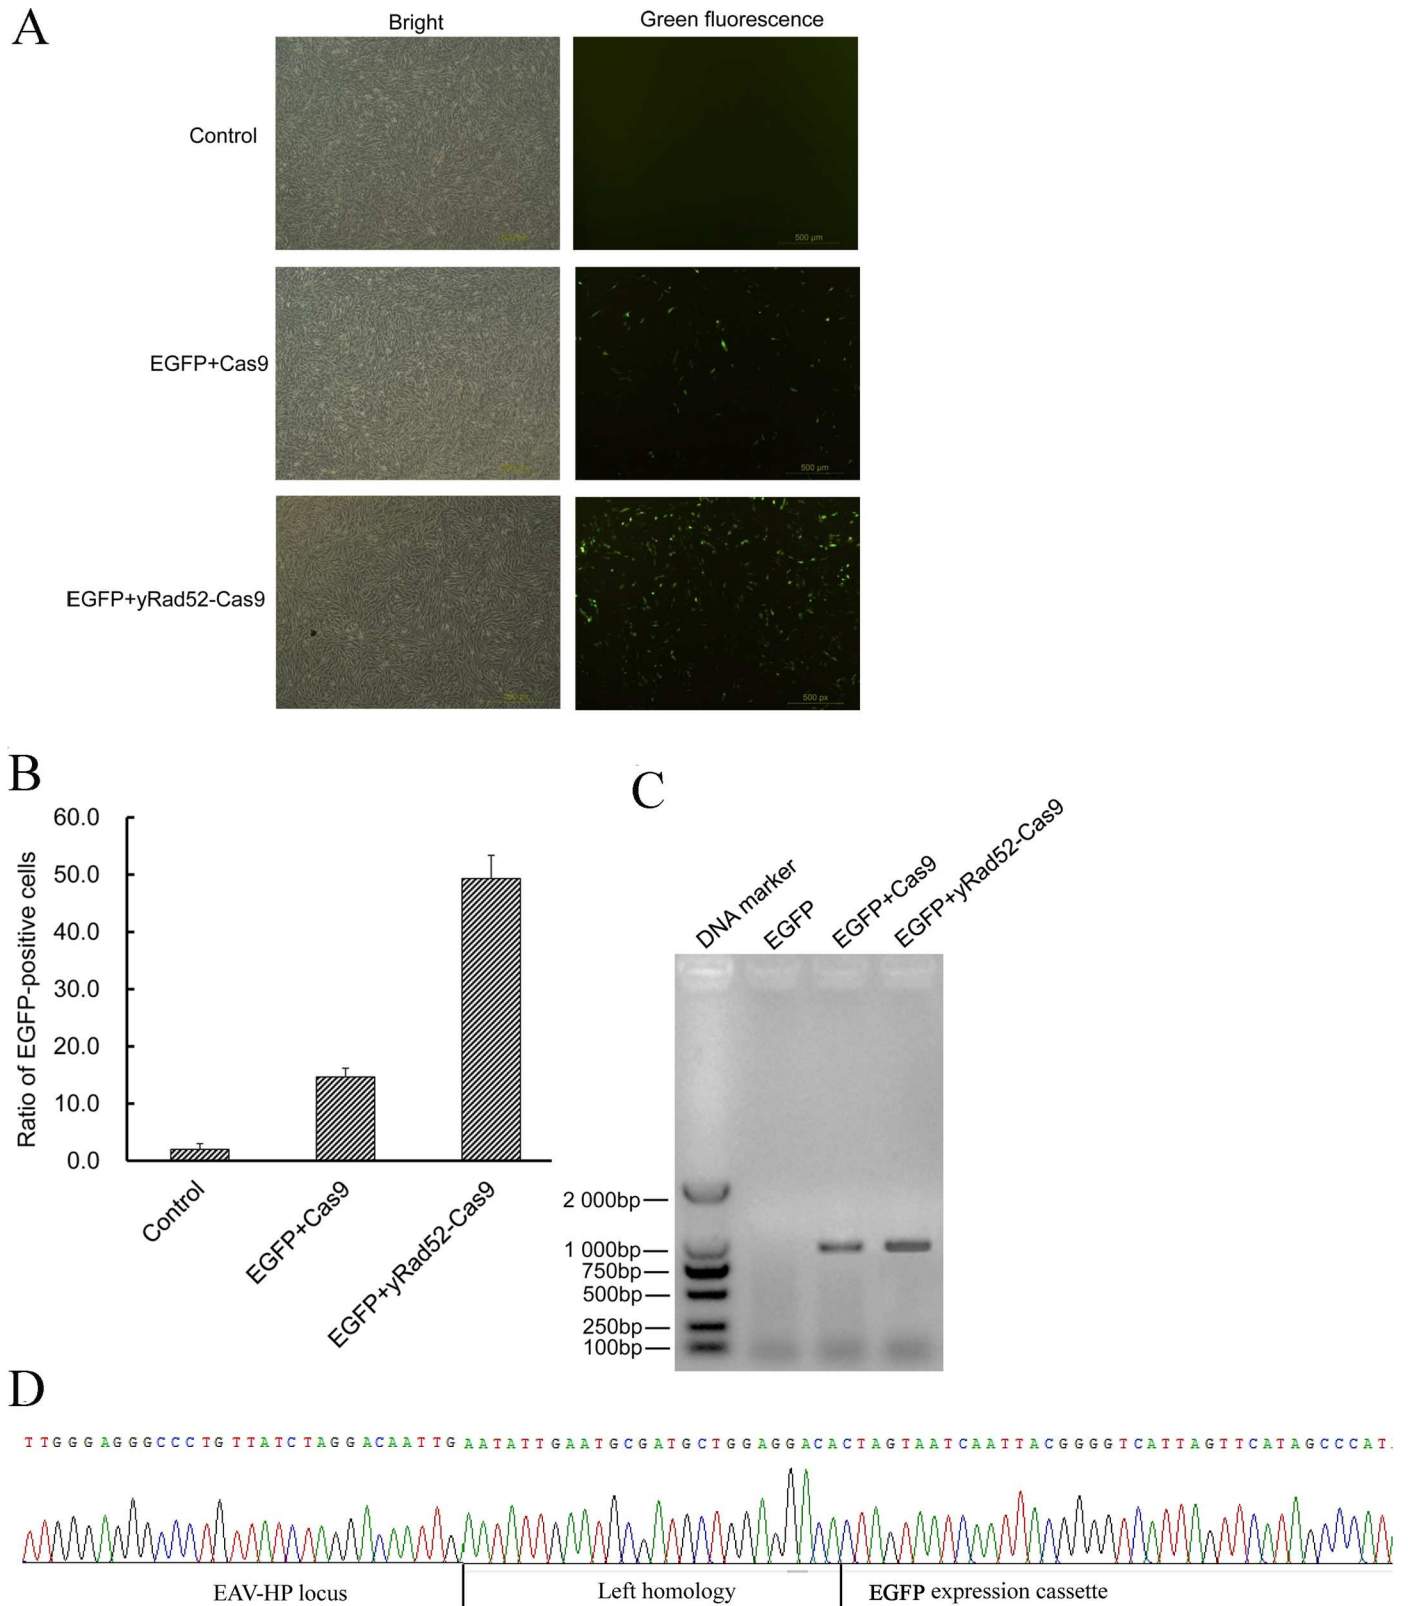 A
Bright
Green fluorescence
Control
500 µm
EGFP+Cas9
500 µm
EGFP+yRad52-Cas9
500 px
B
Ratio of EGFP-positive cells
60.0
50.0
40.0
30.0
20.0
10.0
0.0
Control
EGFP+Cas9
EGFP+yRad52-Cas9
C
DNA marker
EGFP
EGFP+Cas9
EGFP+yRad52-Cas9
2 000bp
1 000bp
750bp
500bp
250bp
100bp
D
TTGGGAGGGCCCTGTTATCTAGGACAATTGAATATTGAATGCGATGCTGGAGGACACTAGTAATCAATTACGGGGTCATTAGTTCATAGCCCAT.
EAV-HP locus
Left homology
EGFP expression cassette